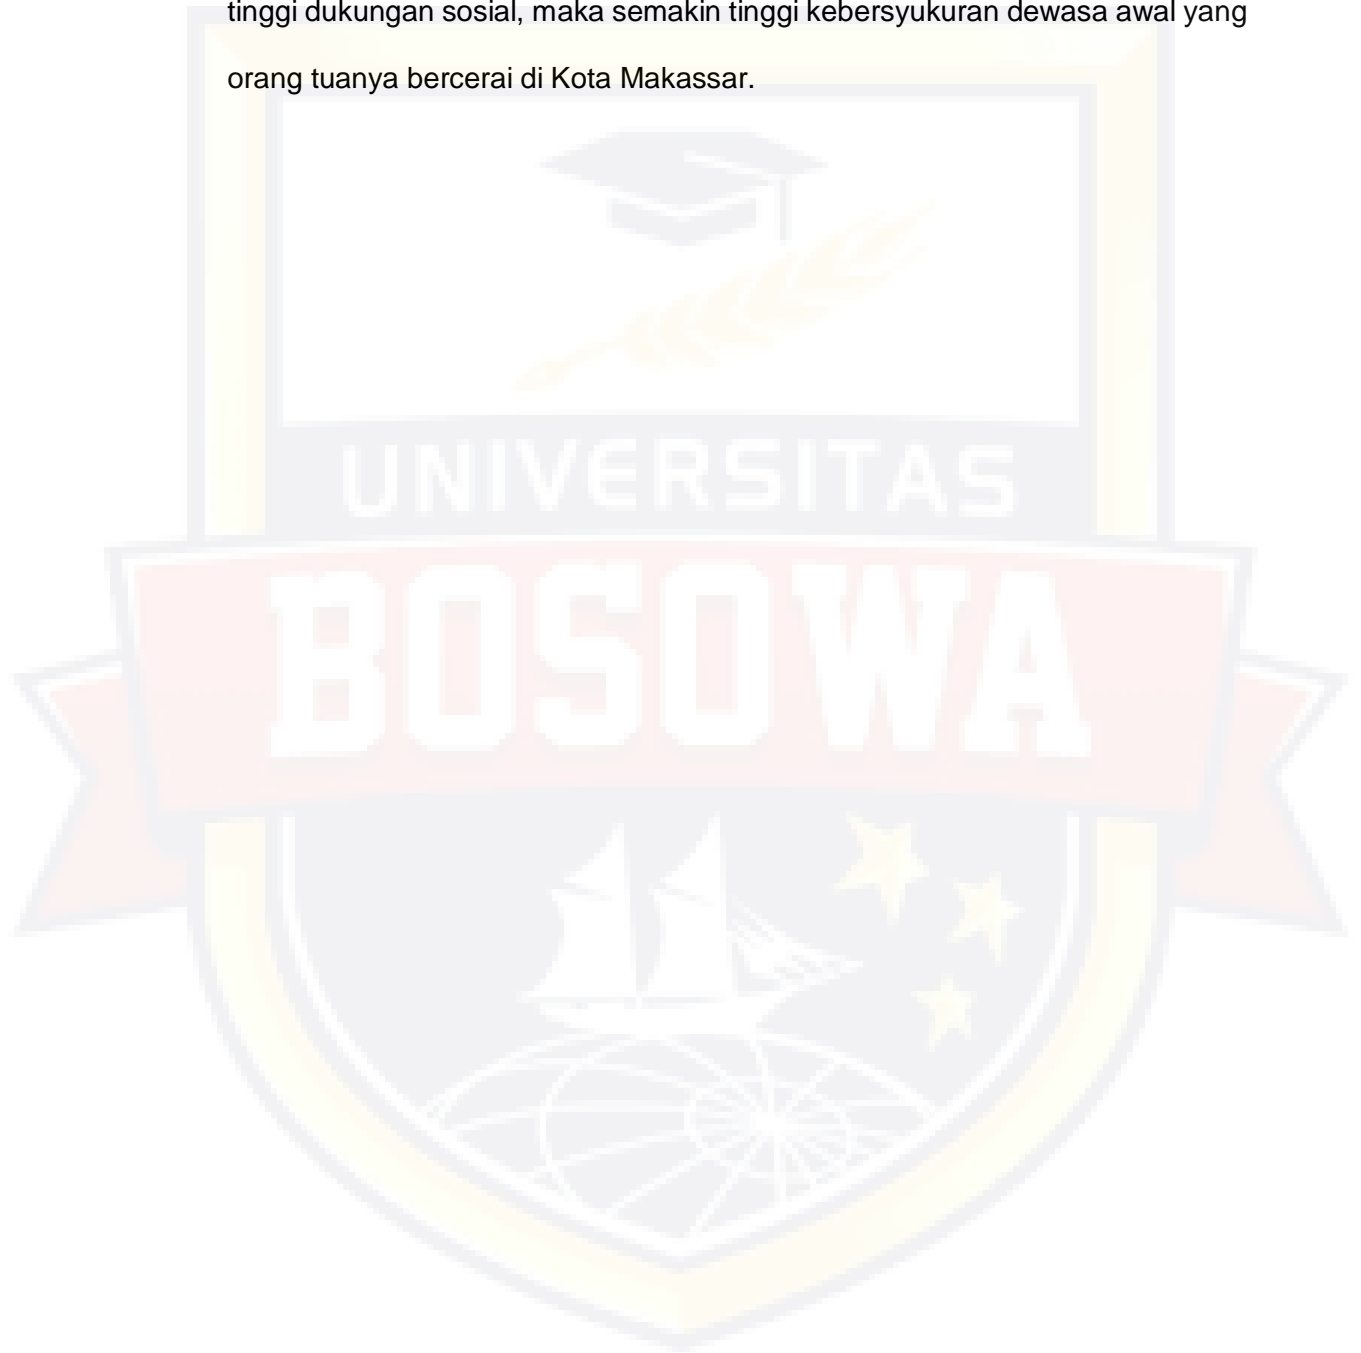 tinggi dukungan sosial, maka semakin tinggi kebersyukuran dewasa awal yang
orang tuanya bercerai di Kota Makassar.
UNIVERSITAS
BOSOWA